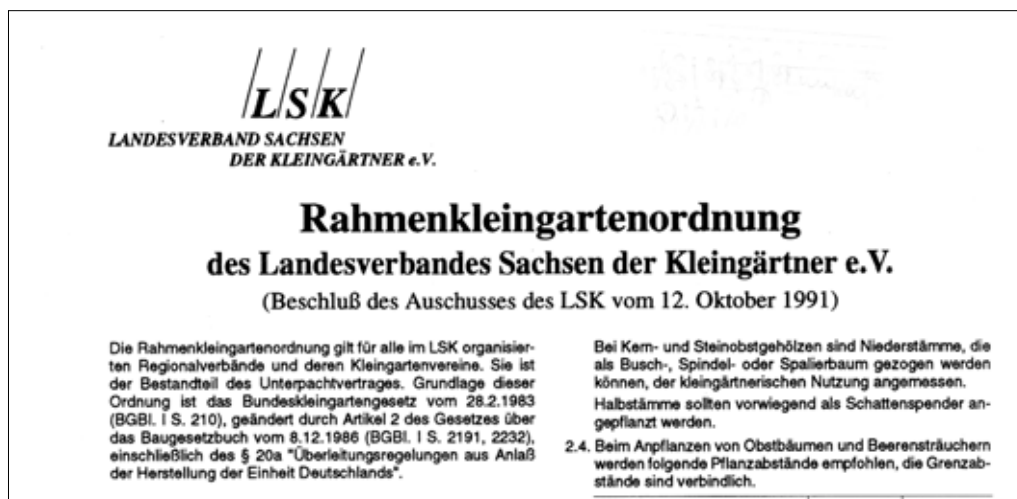 LSK
LANDESVERBAND SACHSEN
DER KLEINGÄRTNER e.V.
Rahmenkleingartenordnung
des Landesverbandes Sachsen der Kleingärtner e.V.
(Beschluß des Auschusses des LSK vom 12. Oktober 1991)
Die Rahmenkleingartenordnung gilt für alle im LSK organisier-
ten Regionalverbände und deren Kleingartenvereine. Sie ist
der Bestandteil des Unterpachtvertrages. Grundlage dieser
Ordnung ist das Bundeskleingartengesetz vom 28.2.1983
(BGBl. I S. 210), geändert durch Artikel 2 des Gesetzes über
das Baugesetzbuch vom 8.12.1986 (BGBl. I S. 2191, 2232),
einschließlich des § 20a "Überleitungsregelungen aus Anlaß
der Herstellung der Einheit Deutschlands".
Bei Kern- und Steinobstgehölzen sind Niederstämme, die
als Busch-, Spindel- oder Spalierbaum gezogen werden
können, der kleingärtnerischen Nutzung angemessen.
Halbstämme sollten vorwiegend als Schattenspender an-
gepflanzt werden.
2.4. Beim Anpflanzen von Obstbäumen und Beerensträuchern
werden folgende Pflanzabstände empfohlen, die Grenzab-
stände sind verbindlich.